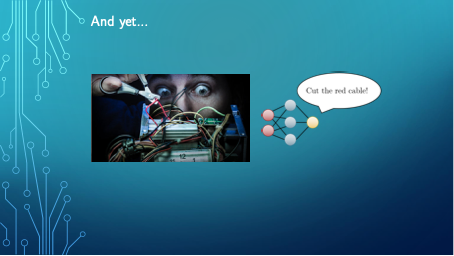 And yet...
Cut the red cable!